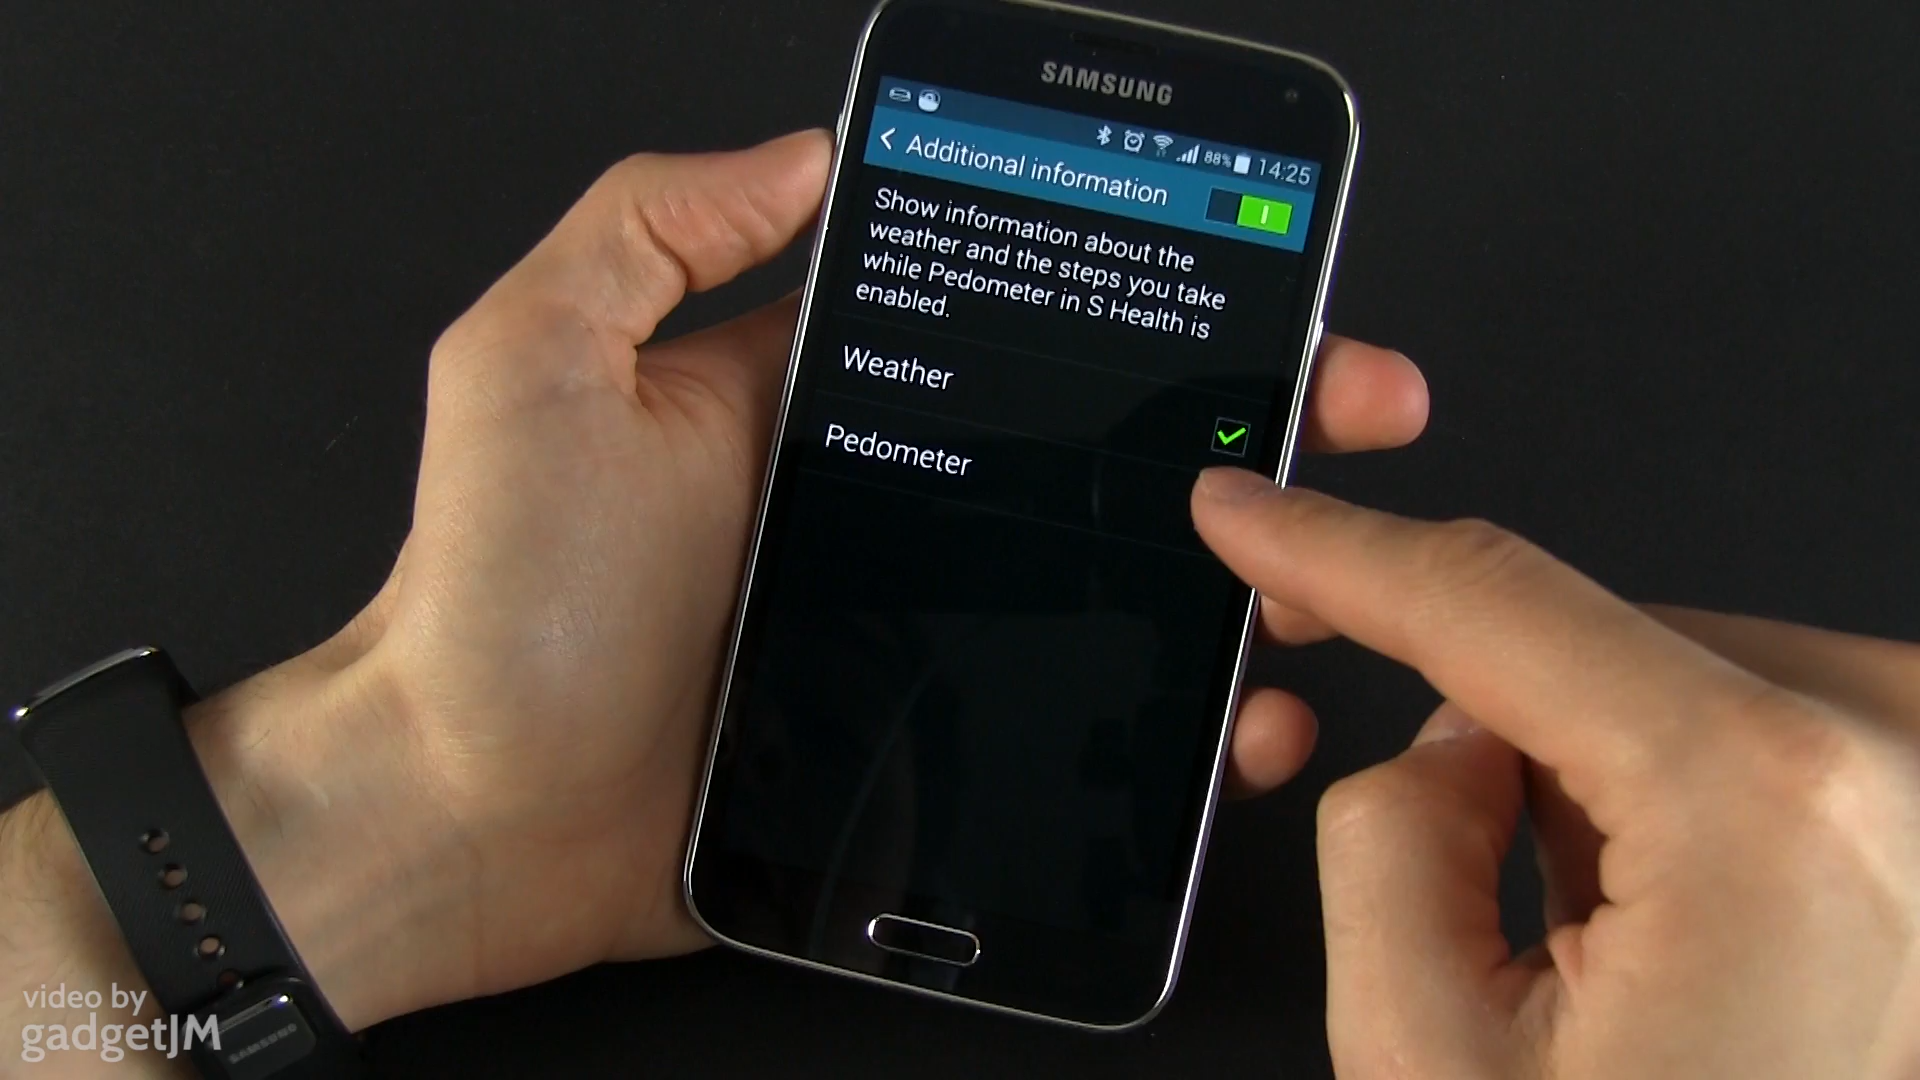 SAMSUNG
88% 14:25
Additional information
Show information about the
weather and the steps you take
while Pedometer in S Health is
enabled.
Weather
Pedometer
video by
gadgetJM
SAMSUNG